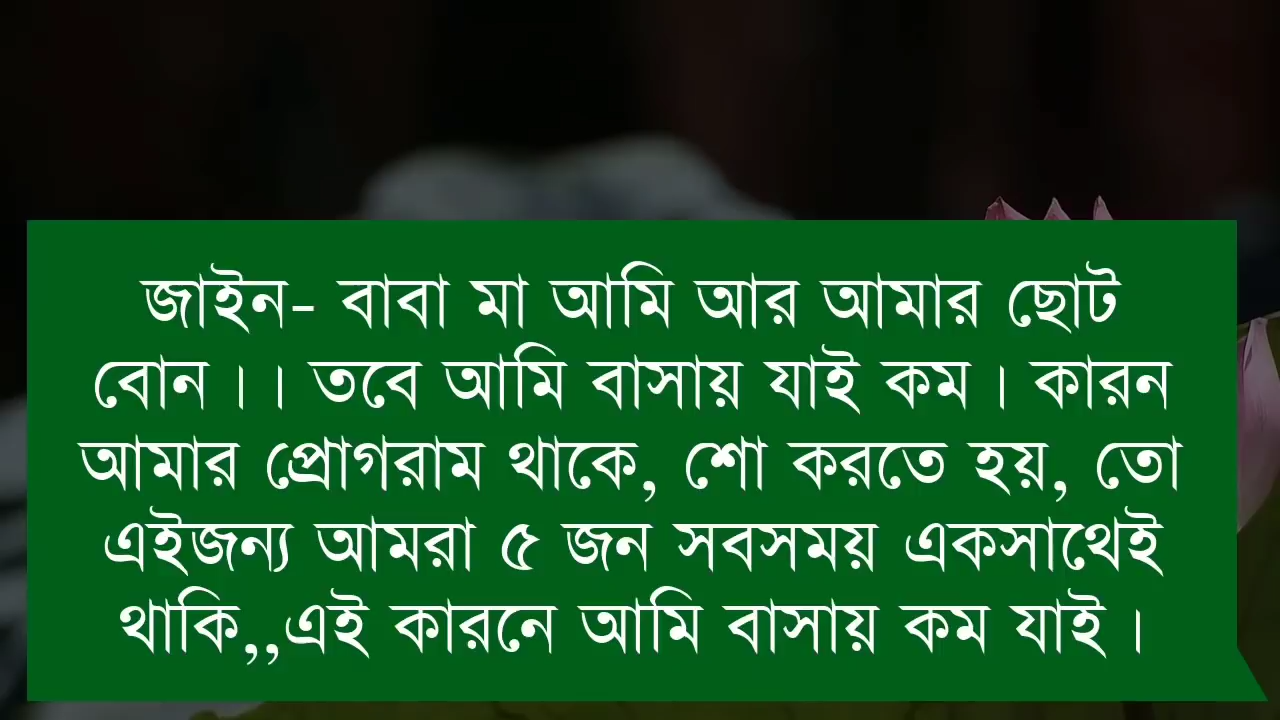 জাইন- বাবা মা আমি আর আমার ছোট
বোন।। তবে আমি বাসায় যাই কম। কারন
আমার প্রোগরাম থাকে, শো করতে হয়, তো
এইজন্য আমরা ৫ জন সবসময় একসাথেই
থাকি,,এই কারনে আমি বাসায় কম যাই।